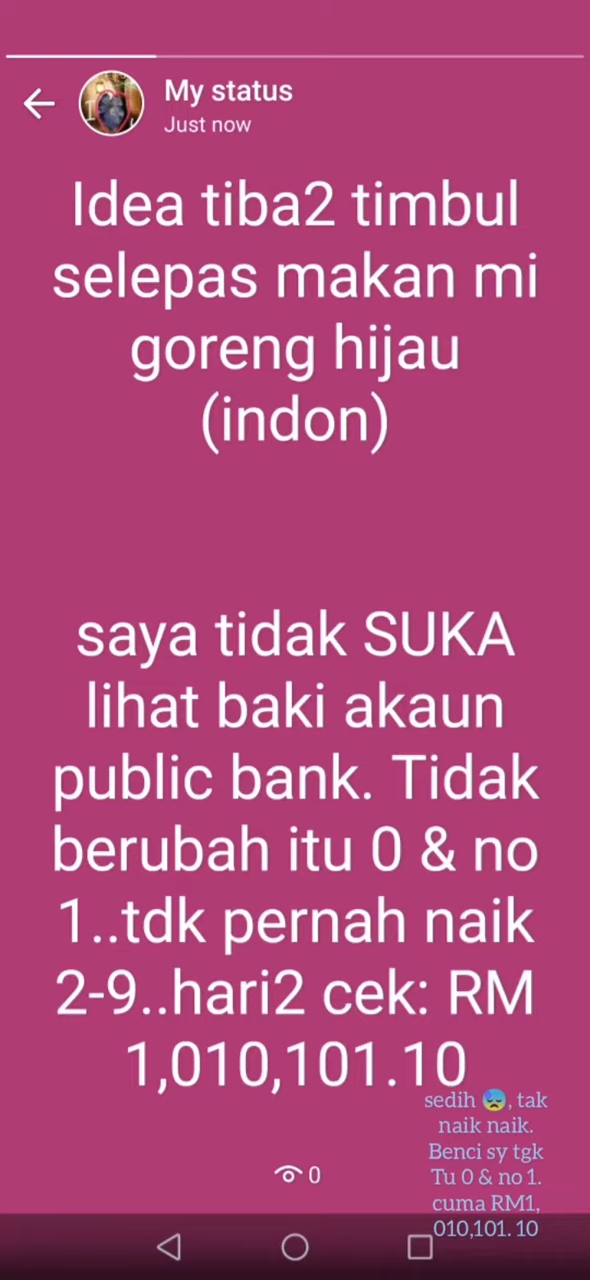 My status
Just now
Idea tiba2 timbul
selepas makan mi
goreng hijau
(indon)
saya tidak SUKA
lihat baki akaun
public bank. Tidak
berubah itu 0 & no
1..tdk pernah naik
2-9..hari2 cek: RM
1,010,101.10
sedih 😓, tak
naik naik.
Benci sy tgk
Tu 0 & no 1.
cuma RM1,
010,101. 10
0